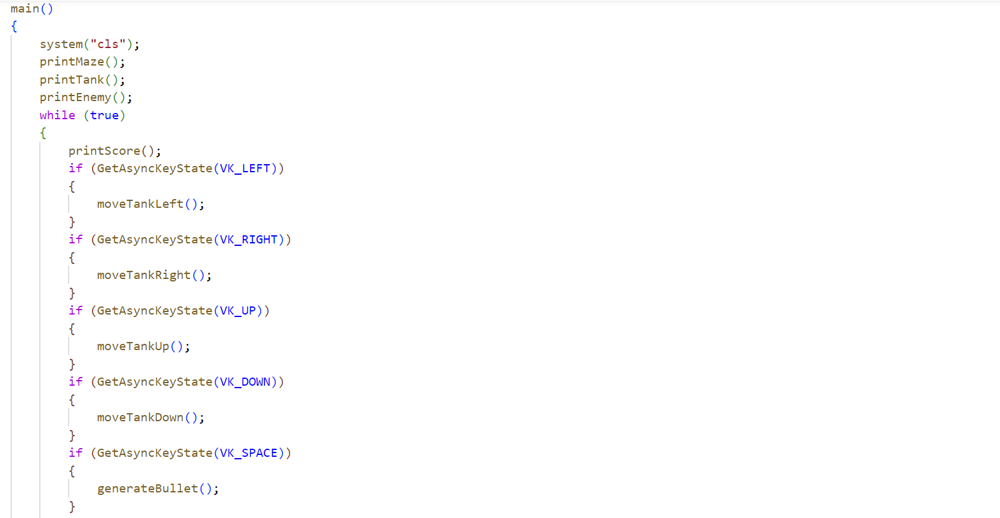 main()
{
    system("cls");
    printMaze();
    printTank();
    printEnemy();
    while (true)
    {
        printScore();
        if (GetAsyncKeyState(VK_LEFT))
        {
            moveTankLeft();
        }
        if (GetAsyncKeyState(VK_RIGHT))
        {
            moveTankRight();
        }
        if (GetAsyncKeyState(VK_UP))
        {
            moveTankUp();
        }
        if (GetAsyncKeyState(VK_DOWN))
        {
            moveTankDown();
        }
        if (GetAsyncKeyState(VK_SPACE))
        {
            generateBullet();
        }